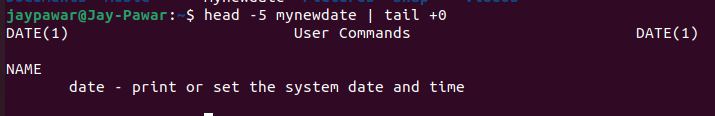 jaypawar@Jay-Pawar:~$ head -5 mynewdate | tail +0
DATE(1) User Commands DATE(1)
NAME
date - print or set the system date and time